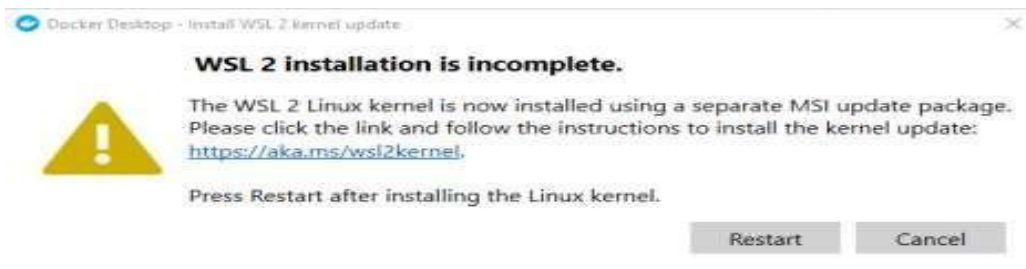 Docker Desktop - Install WSL 2 kernel update
WSL 2 installation is incomplete.
The WSL 2 Linux kernel is now installed using a separate MSI update package.
Please click the link and follow the instructions to install the kernel update:
https://aka.ms/wsl2kernel.
Press Restart after installing the Linux kernel.
Restart
Cancel